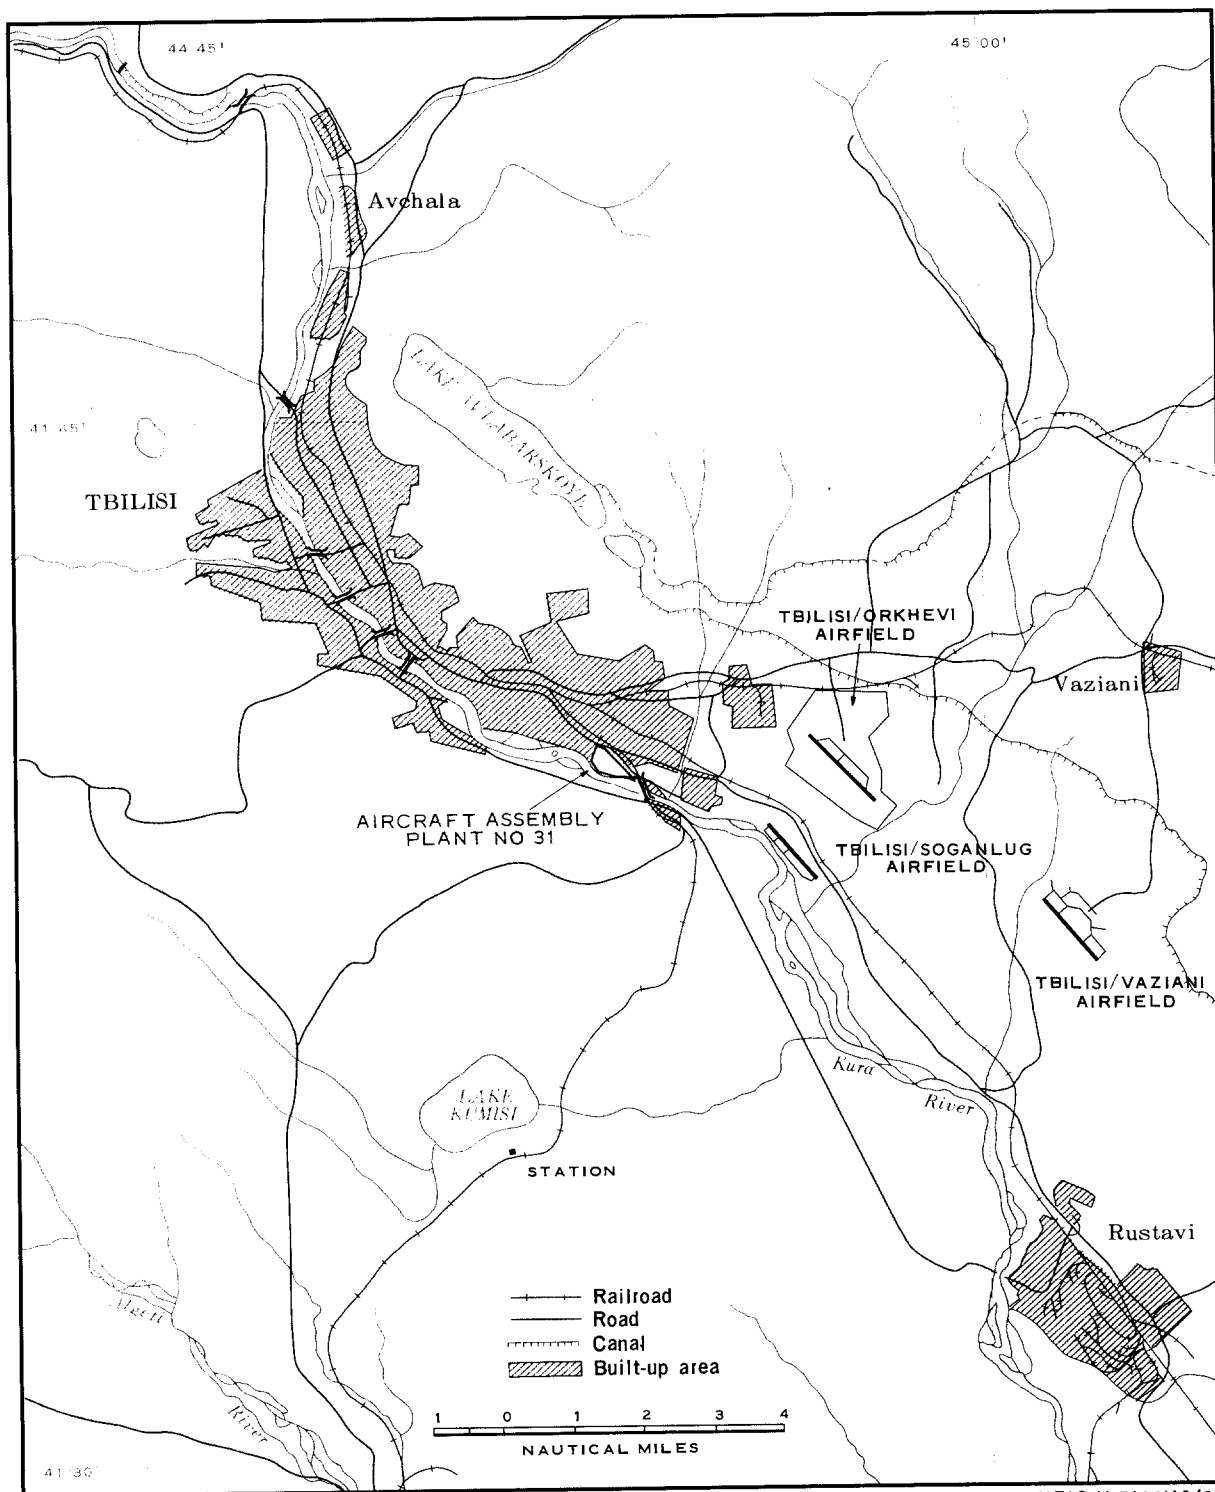 44 45'
45 00'
Avchala
LAKE
41 45'
TBILISI
TBILISI/ORKHEVI
AIRFIELD
Vaziani
AIRCRAFT ASSEMBLY
PLANT NO 31
TBILISI/SOGANLUG
AIRFIELD
TBILISI/VAZIANI
AIRFIELD
Kura
River
LAKE
KUMISI
STATION
Rustavi
Algeti
River
Railroad
Road
Canal
Built-up area
1 0 1 2 3 4
NAUTICAL MILES
41 30'